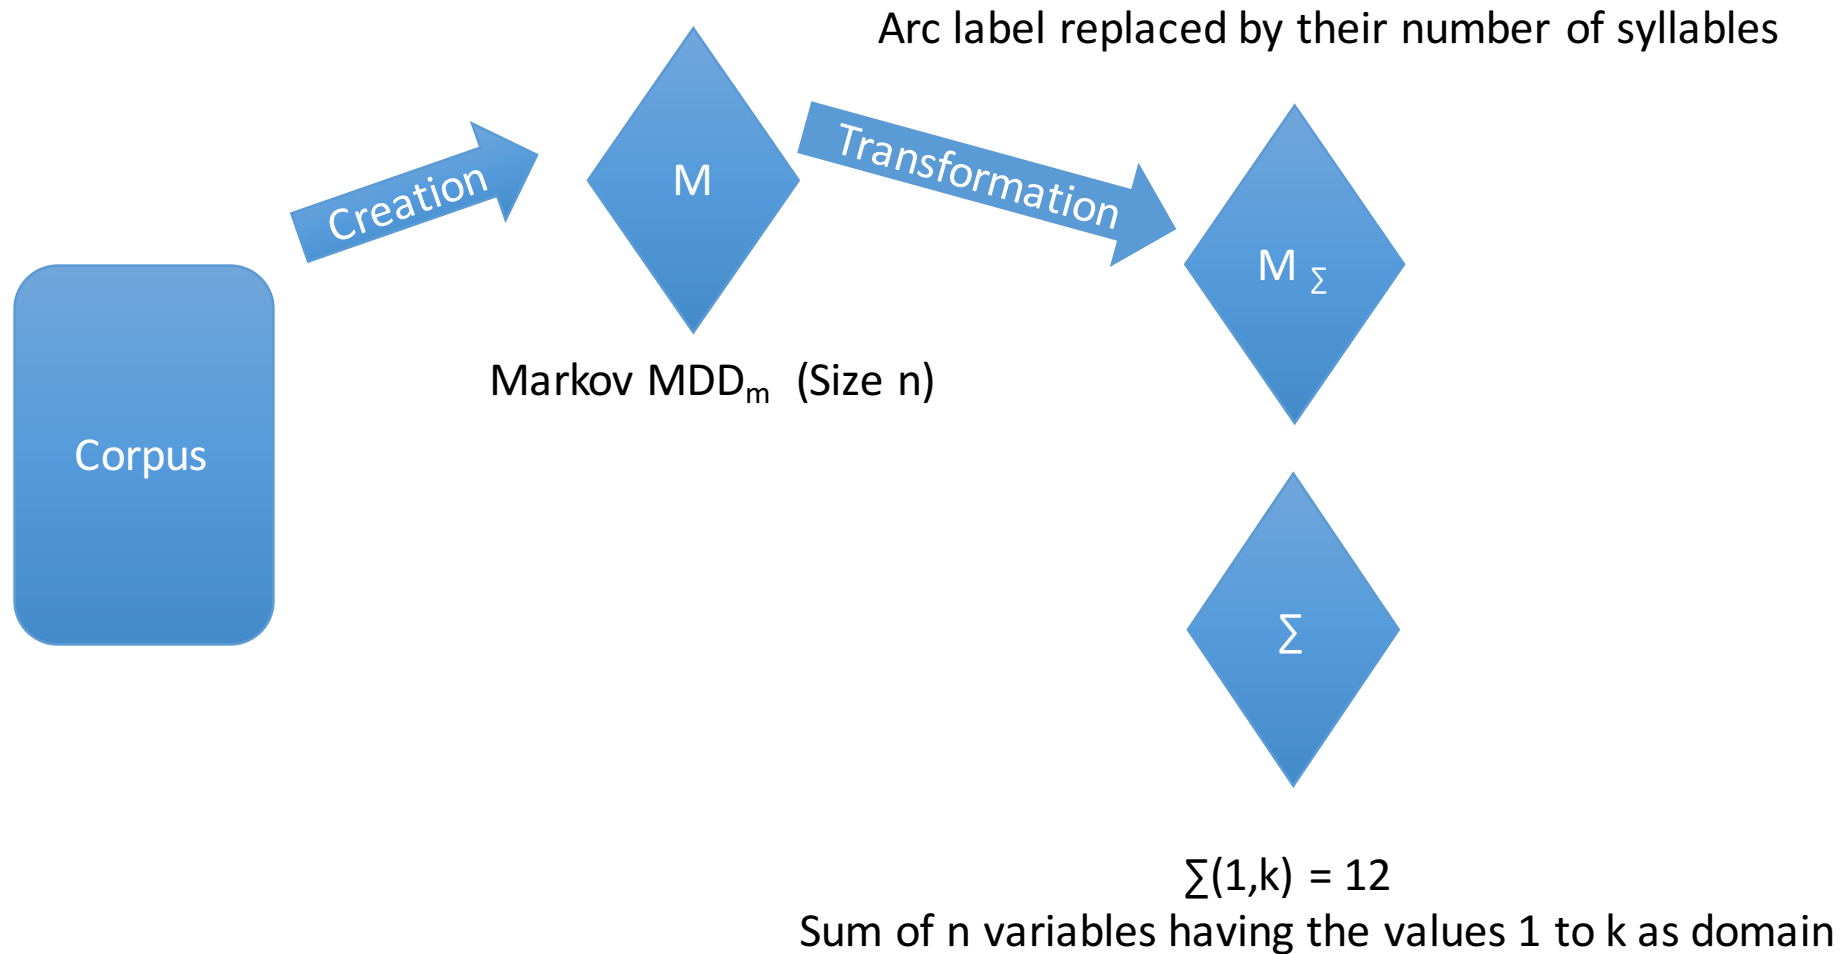 Arc label replaced by their number of syllables
Creation
M
Transformation
M ∑
Markov MDDm (Size n)
Corpus
∑
∑(1,k) = 12
Sum of n variables having the values 1 to k as domain